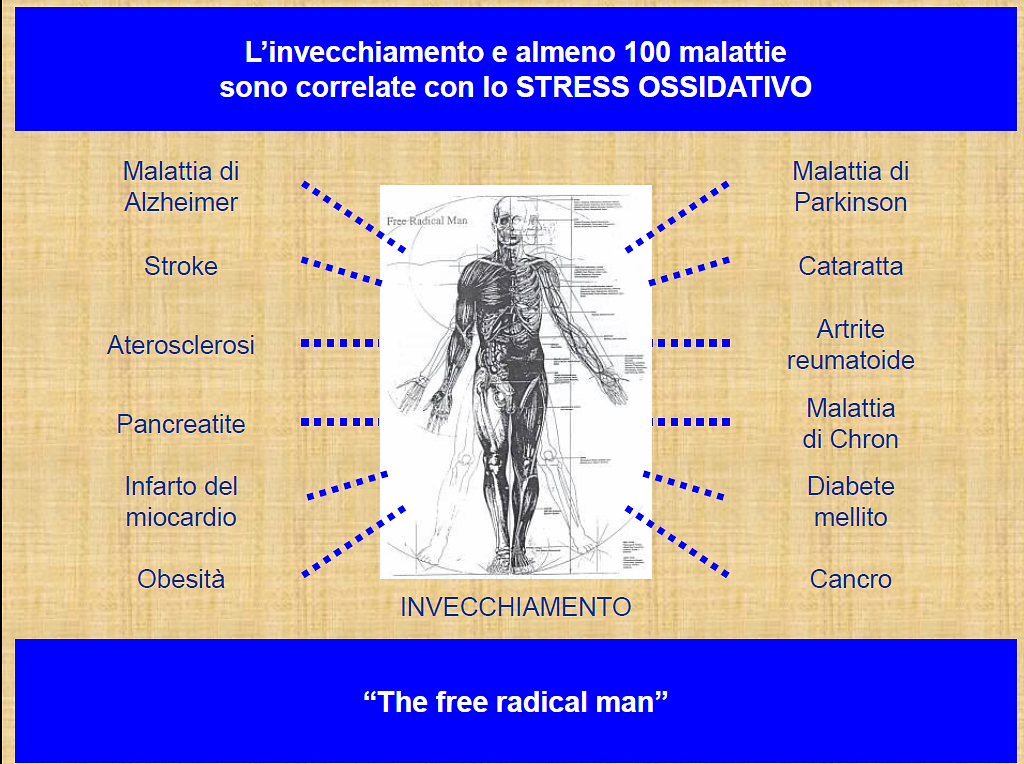 L’invecchiamento e almeno 100 malattie
sono correlate con lo STRESS OSSIDATIVO
Malattia di
Alzheimer
Stroke
Aterosclerosi
Pancreatite
Infarto del
miocardio
Obesità
Free Radical Man
INVECCHIAMENTO
Malattia di
Parkinson
Cataratta
Artrite
reumatoide
Malattia
di Chron
Diabete
mellito
Cancro
“The free radical man”